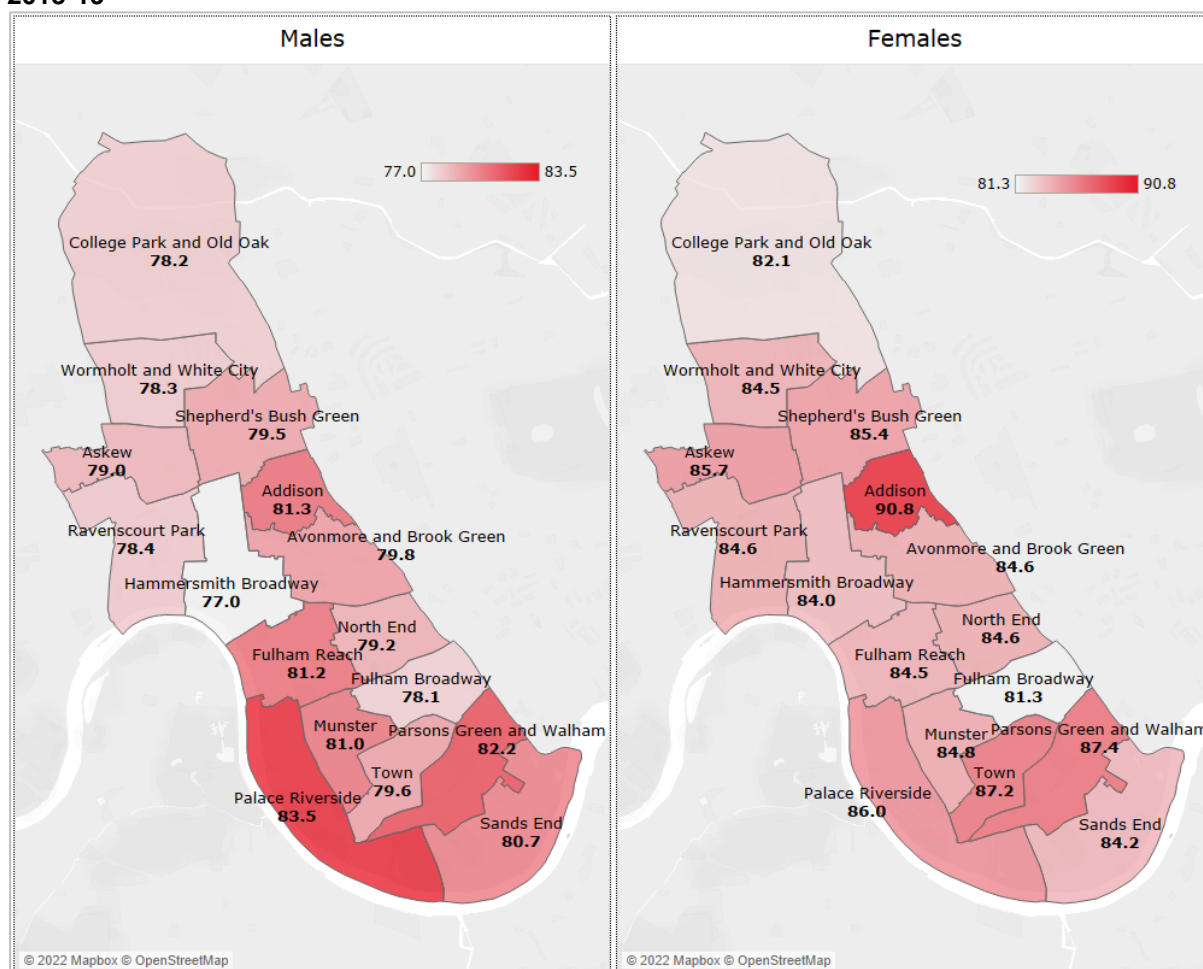 Males
77.0 83.5
College Park and Old Oak
78.2
Wormholt and White City
78.3
Shepherd's Bush Green
79.5
Askew
79.0
Addison
81.3
Ravenscourt Park
78.4
Avonmore and Brook Green
79.8
Hammersmith Broadway
77.0
North End
79.2
Fulham Reach
81.2
Fulham Broadway
78.1
Munster
81.0
Parsons Green and Walham
82.2
Town
79.6
Palace Riverside
83.5
Sands End
80.7
© 2022 Mapbox © OpenStreetMap
Females
81.3 90.8
College Park and Old Oak
82.1
Wormholt and White City
84.5
Shepherd's Bush Green
85.4
Askew
85.7
Addison
90.8
Ravenscourt Park
84.6
Avonmore and Brook Green
84.6
Hammersmith Broadway
84.0
North End
84.6
Fulham Reach
84.5
Fulham Broadway
81.3
Munster
84.8
Parsons Green and Walham
87.4
Town
87.2
Palace Riverside
86.0
Sands End
84.2
© 2022 Mapbox © OpenStreetMap